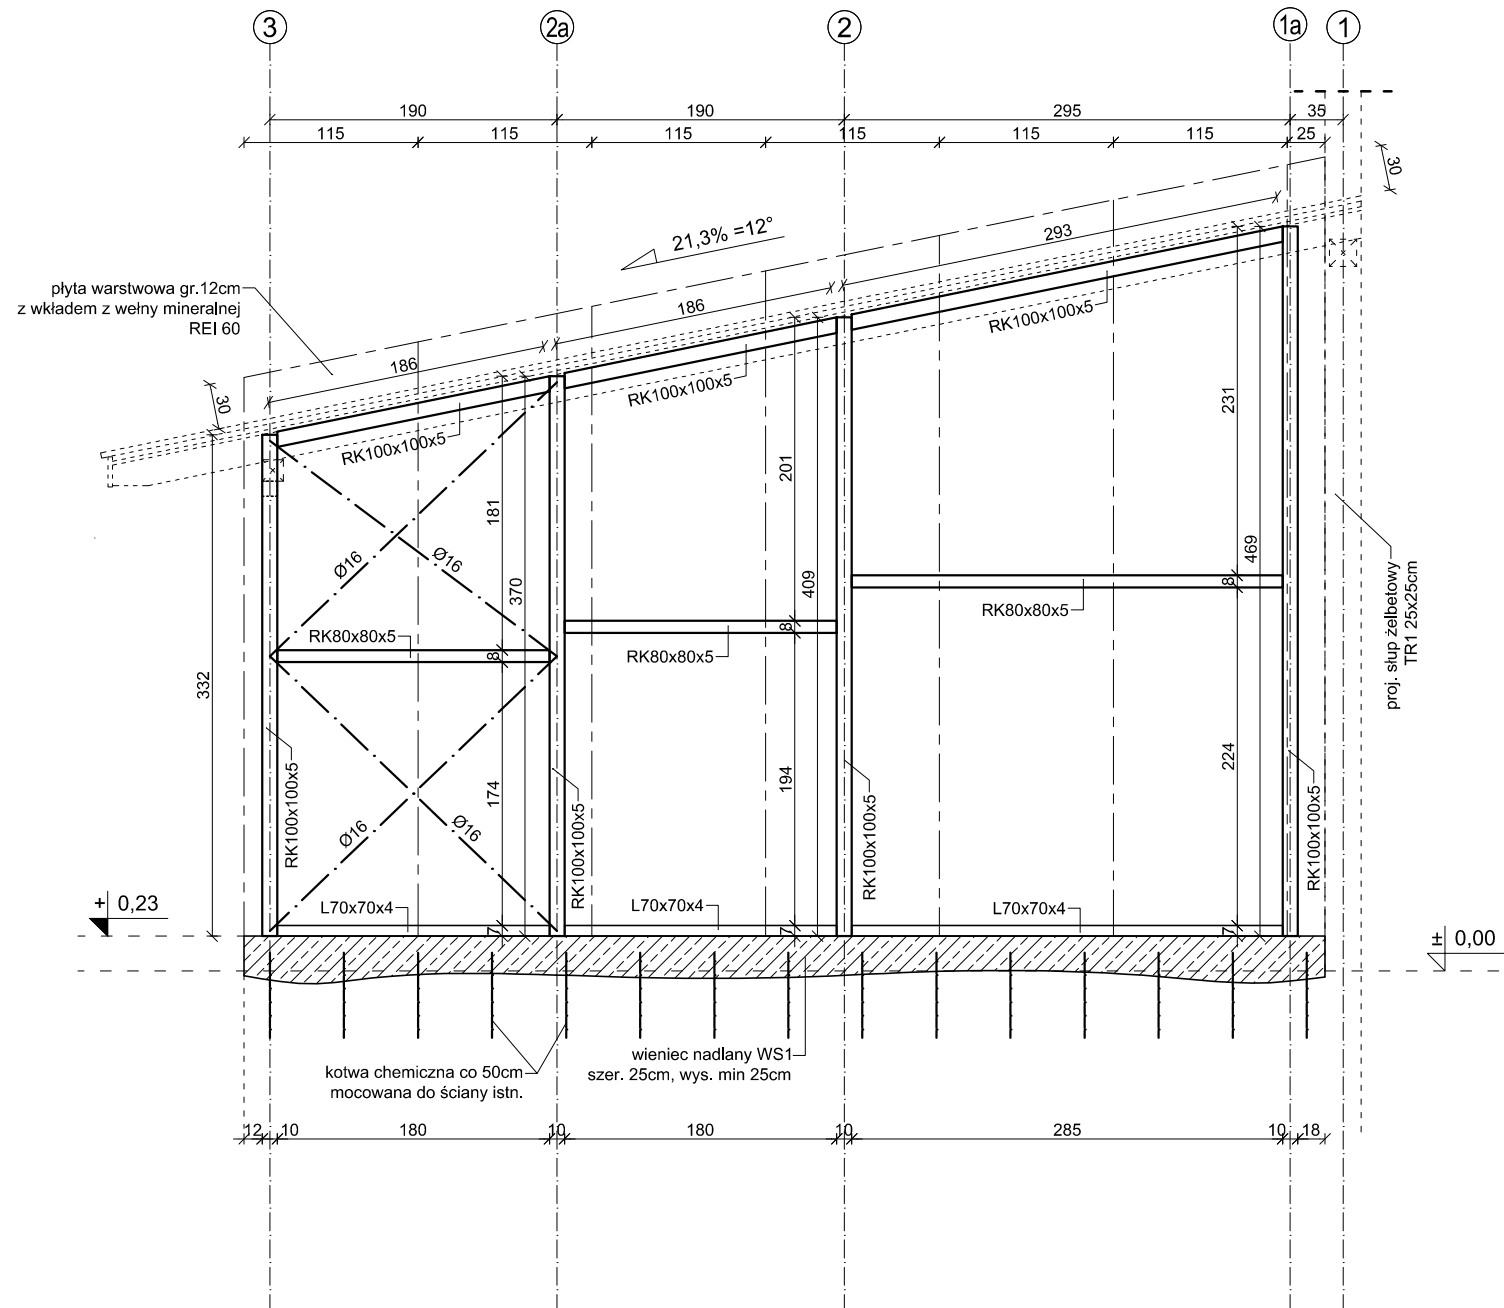 3
2a
2
1a
1
190
190
295
35
115
115
115
115
115
115
25
30
21,3% =12°
293
186
186
30
płyta warstwowa gr.12cm
z wkładem z wełny mineralnej
REI 60
RK100x100x5
RK100x100x5
RK100x100x5
231
201
181
469
409
370
332
Ø16
Ø16
8
8
8
RK80x80x5
RK80x80x5
RK80x80x5
proj. słup żelbetowy
TR1 25x25cm
224
194
174
Ø16
Ø16
RK100x100x5
RK100x100x5
RK100x100x5
RK100x100x5
+ 0,23
L70x70x4
L70x70x4
L70x70x4
7
7
7
± 0,00
wieniec nadlany WS1
szer. 25cm, wys. min 25cm
kotwa chemiczna co 50cm
mocowana do ściany istn.
12
10
180
10
180
10
285
10
18